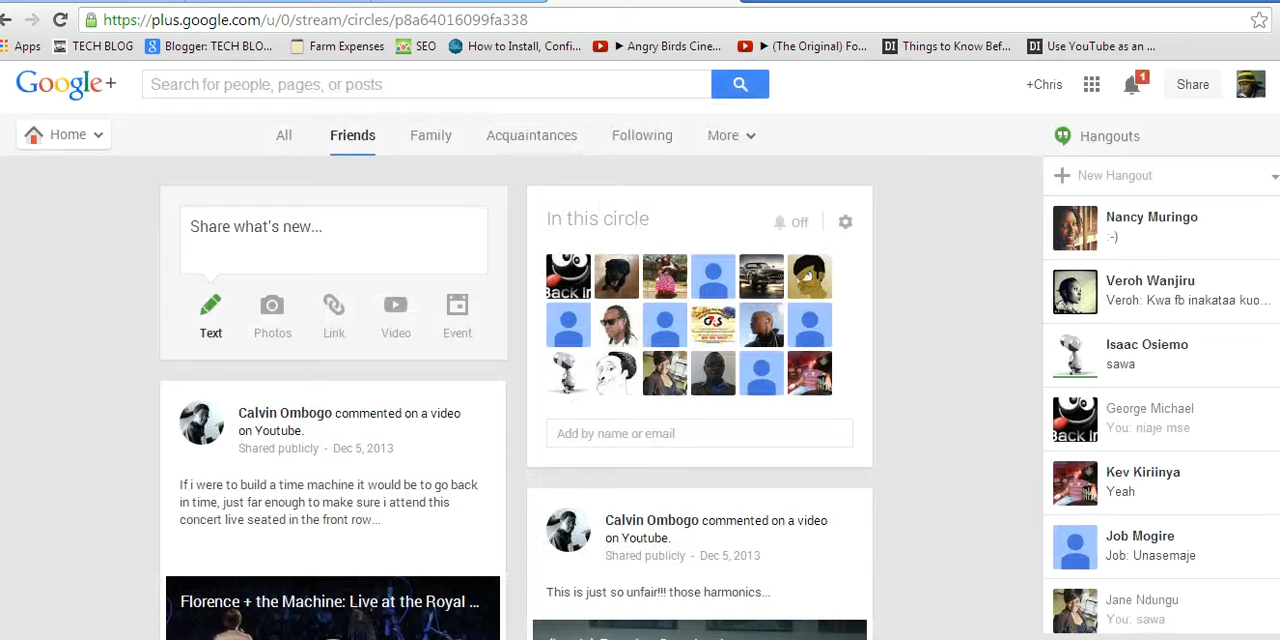 https://plus.google.com/u/0/stream/circles/p8a64016099fa338
Apps TECH BLOG Blogger: TECH BLO... Farm Expenses SEO How to Install, Confi... ► Angry Birds Cine... ► (The Original) Fo... DI Things to Know Bef... DI Use YouTube as an ...
Google+
Search for people, pages, or posts
+Chris
1
Share
Home
All Friends Family Acquaintances Following More
Hangouts
New Hangout
Share what's new...
Text Photos Link Video Event
In this circle
Off
Back In
G4S
Add by name or email
Calvin Ombogo commented on a video
on Youtube.
Shared publicly - Dec 5, 2013
If i were to build a time machine it would be to go back
in time, just far enough to make sure i attend this
concert live seated in the front row...
Florence + the Machine: Live at the Royal ...
Calvin Ombogo commented on a video
on Youtube.
Shared publicly - Dec 5, 2013
This is just so unfair!!! those harmonics...
Nancy Muringo
:-)
Veroh Wanjiru
Veroh: Kwa fb inakataa kuo...
Isaac Osiemo
sawa
Back In
George Michael
You: niaje mse
Kev Kiriinya
Yeah
Job Mogire
Job: Unasemaje
Jane Ndungu
You: sawa